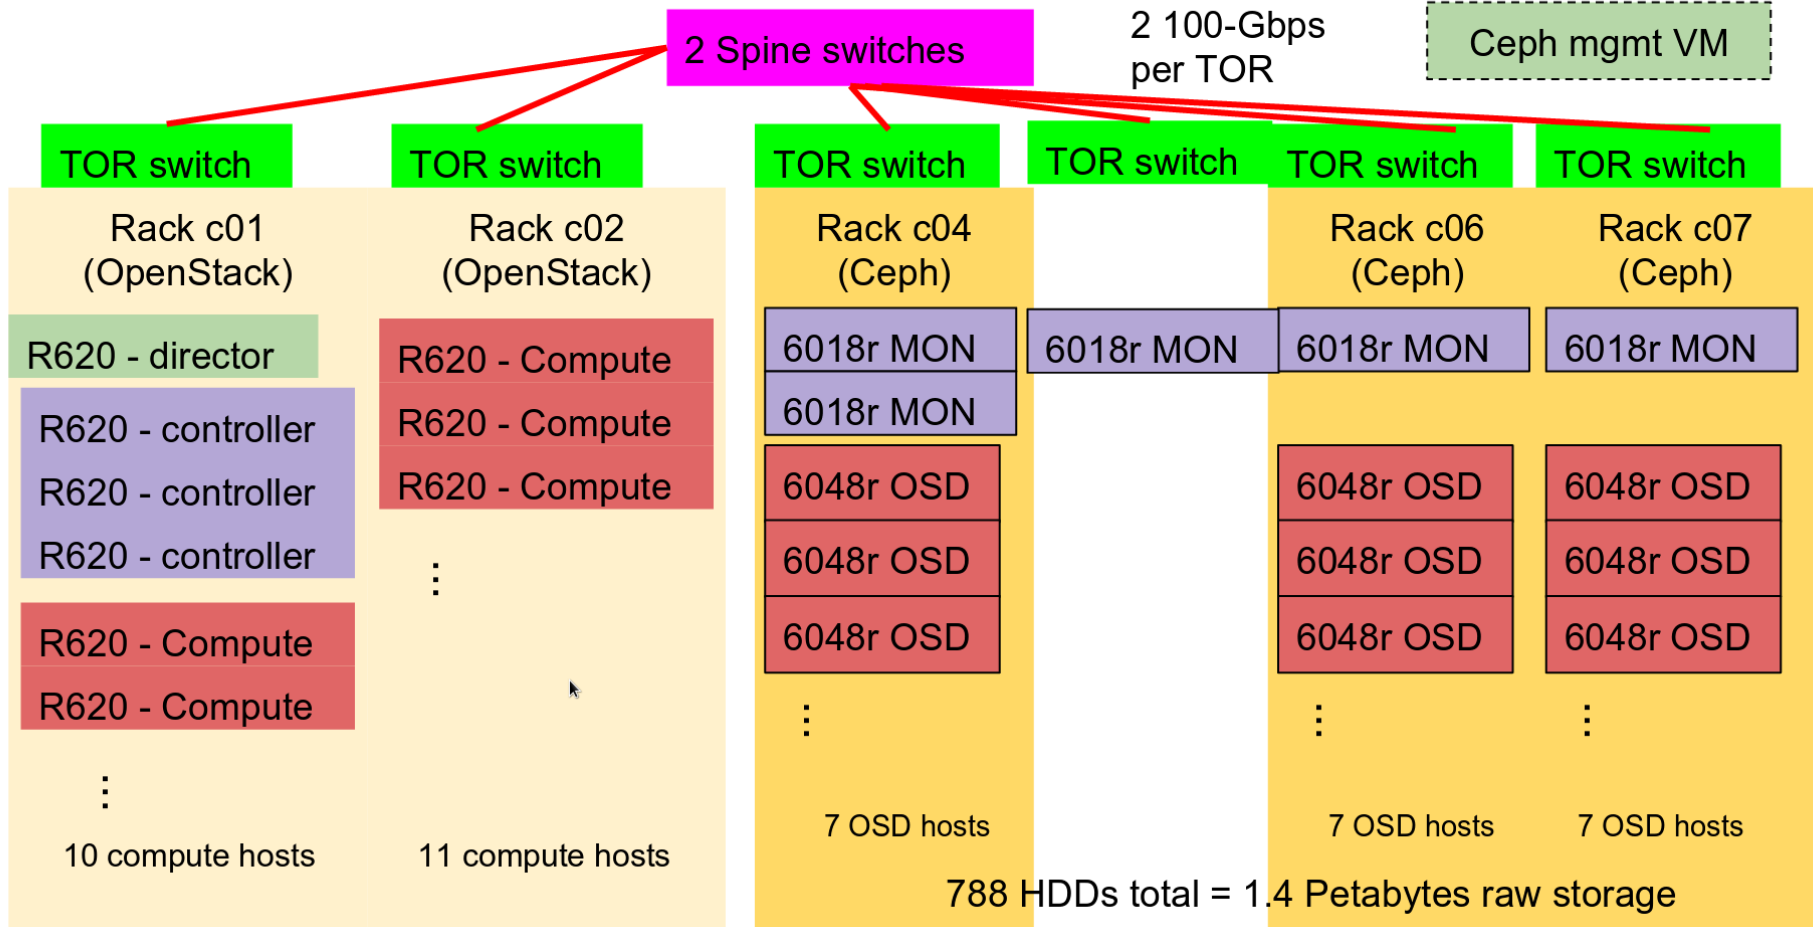 2 Spine switches
2 100-Gbps
per TOR
Ceph mgmt VM
TOR switch
TOR switch
TOR switch
TOR switch
TOR switch
TOR switch
Rack c01
(OpenStack)
R620 - director
R620 - controller
R620 - controller
R620 - controller
R620 - Compute
R620 - Compute
⋮
10 compute hosts
Rack c02
(OpenStack)
R620 - Compute
R620 - Compute
R620 - Compute
⋮
11 compute hosts
Rack c04
(Ceph)
6018r MON
6018r MON
6048r OSD
6048r OSD
6048r OSD
⋮
7 OSD hosts
6018r MON
Rack c06
(Ceph)
6018r MON
6048r OSD
6048r OSD
6048r OSD
⋮
7 OSD hosts
Rack c07
(Ceph)
6018r MON
6048r OSD
6048r OSD
6048r OSD
⋮
7 OSD hosts
788 HDDs total = 1.4 Petabytes raw storage